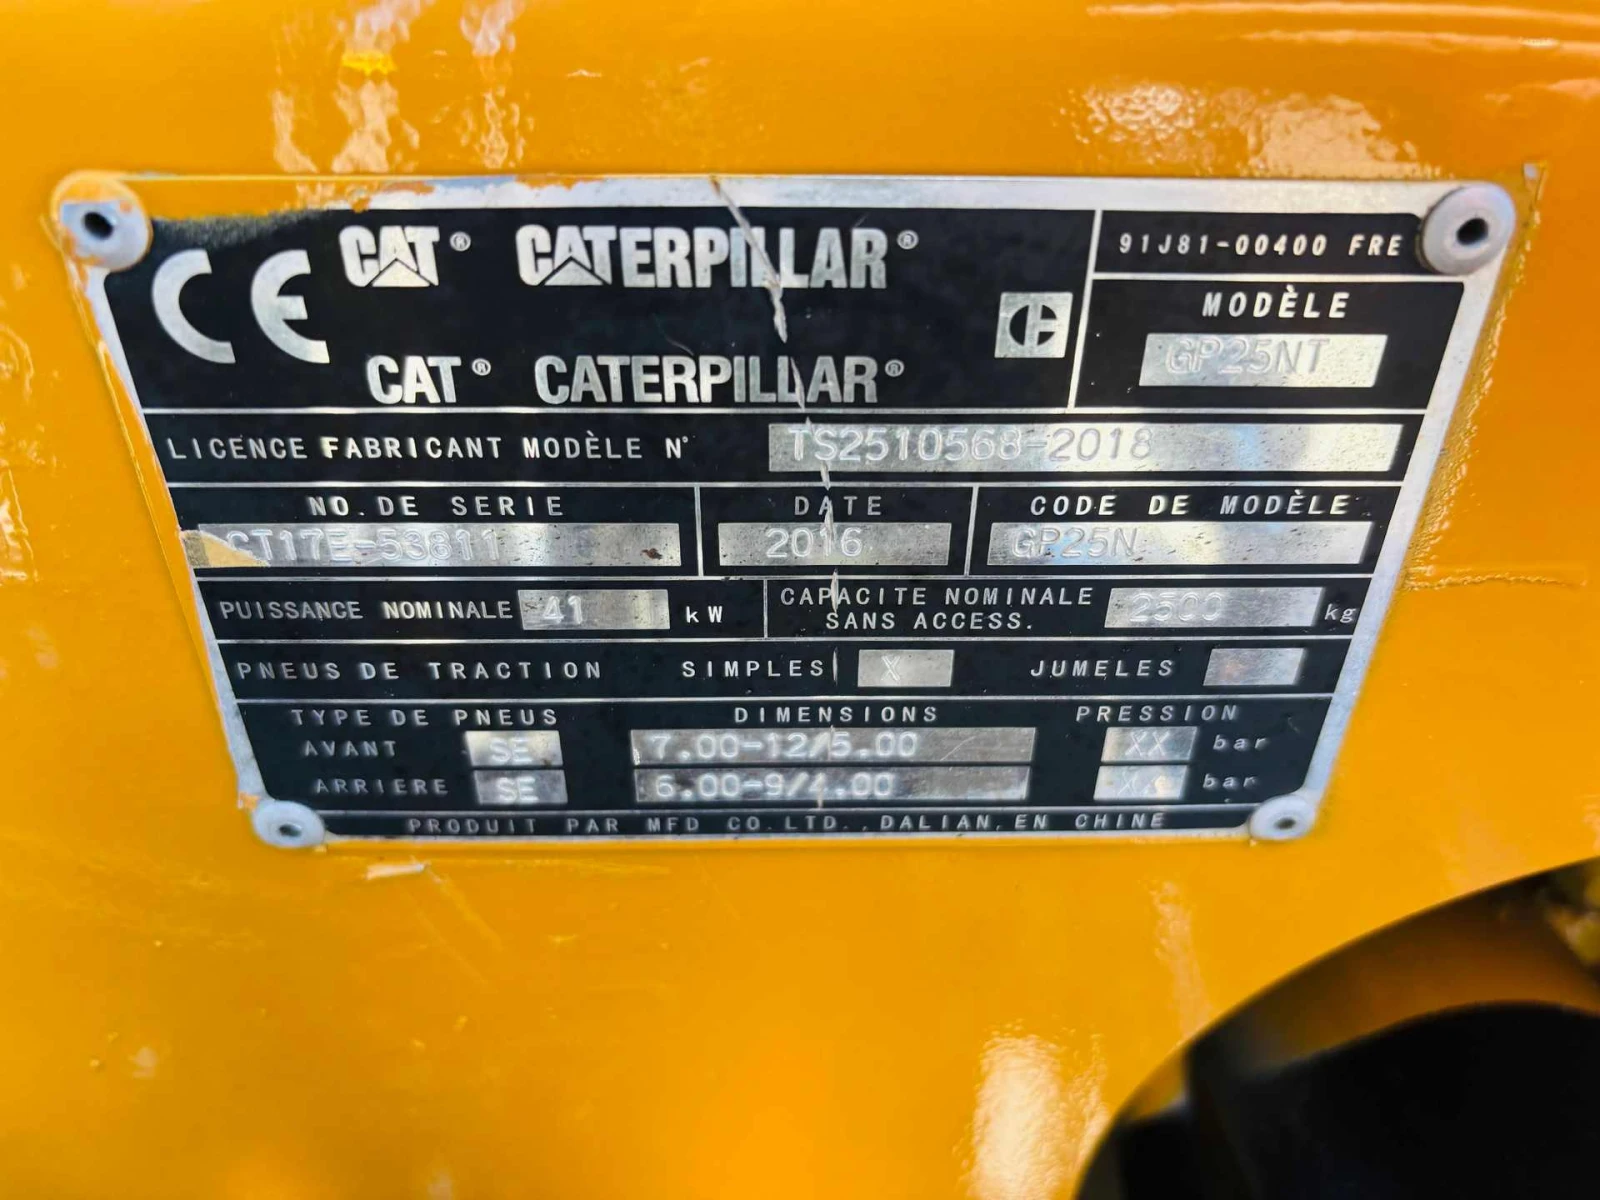 CE CAT® CATERPILLAR®
CAT® CATERPILLAR®
91J81-00400 FRE
MODÈLE
GP25NT
LICENCE FABRICANT MODÈLE N° TS2510568-2018
NO. DE SERIE DATE CODE DE MODÈLE
CT17E-53811 2016 GP25N
PUISSANCE NOMINALE 41 kW
CAPACITE NOMINALE
SANS ACCESS. 2500 kg
PNEUS DE TRACTION SIMPLES X JUMELES
TYPE DE PNEUS DIMENSIONS PRESSION
AVANT SE 7.00-12/5.00 XX bar
ARRIERE SE 6.00-9/4.00 bar
PRODUIT PAR MFD CO. LTD., DALIAN, EN CHINE